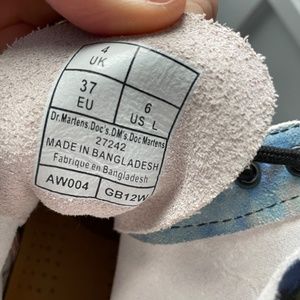 4
UK
37
EU
6
US L
Dr.Martens.Doc's.DM's.Doc Martens
27242
MADE IN BANGLADESH
Fabriqué en Bangladesh
AW004 GB12W